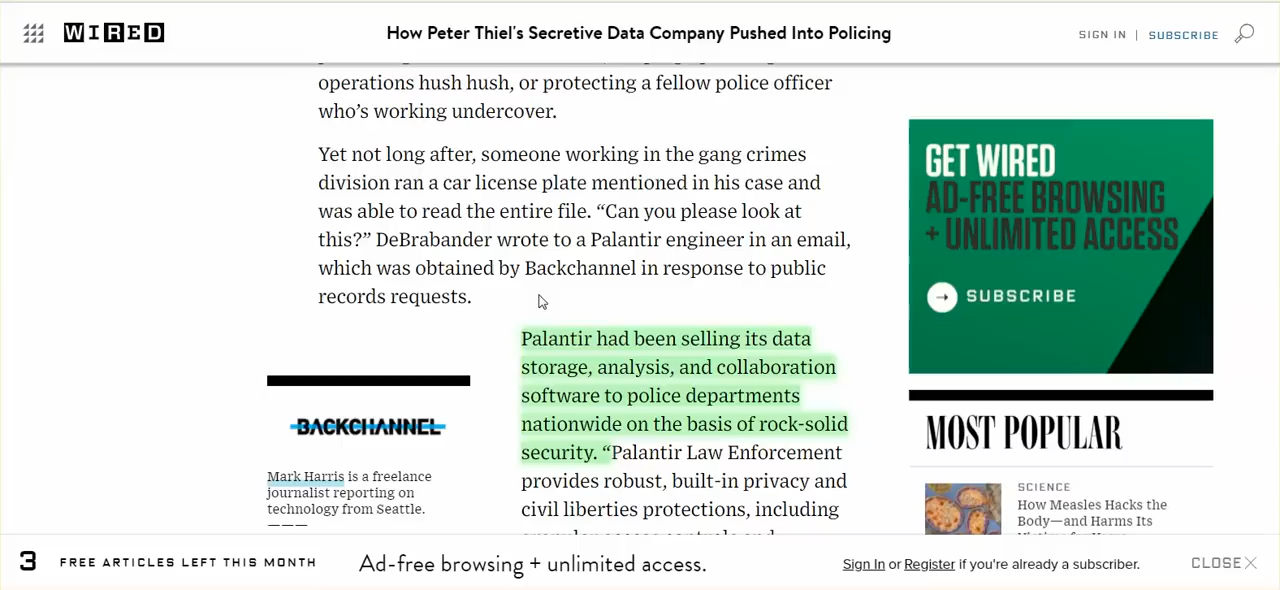 WIRED
How Peter Thiel's Secretive Data Company Pushed Into Policing
SIGN IN | SUBSCRIBE
operations hush hush, or protecting a fellow police officer
who's working undercover.
Yet not long after, someone working in the gang crimes
division ran a car license plate mentioned in his case and
was able to read the entire file. “Can you please look at
this?” DeBrabander wrote to a Palantir engineer in an email,
which was obtained by Backchannel in response to public
records requests.
BACKCHANNEL
Mark Harris is a freelance
journalist reporting on
technology from Seattle.
Palantir had been selling its data
storage, analysis, and collaboration
software to police departments
nationwide on the basis of rock-solid
security. “Palantir Law Enforcement
provides robust, built-in privacy and
civil liberties protections, including
GET WIRED
AD-FREE BROWSING
+ UNLIMITED ACCESS
SUBSCRIBE
MOST POPULAR
SCIENCE
How Measles Hacks the
Body—and Harms Its
3 FREE ARTICLES LEFT THIS MONTH
Ad-free browsing + unlimited access.
Sign In or Register if you're already a subscriber.
CLOSE X